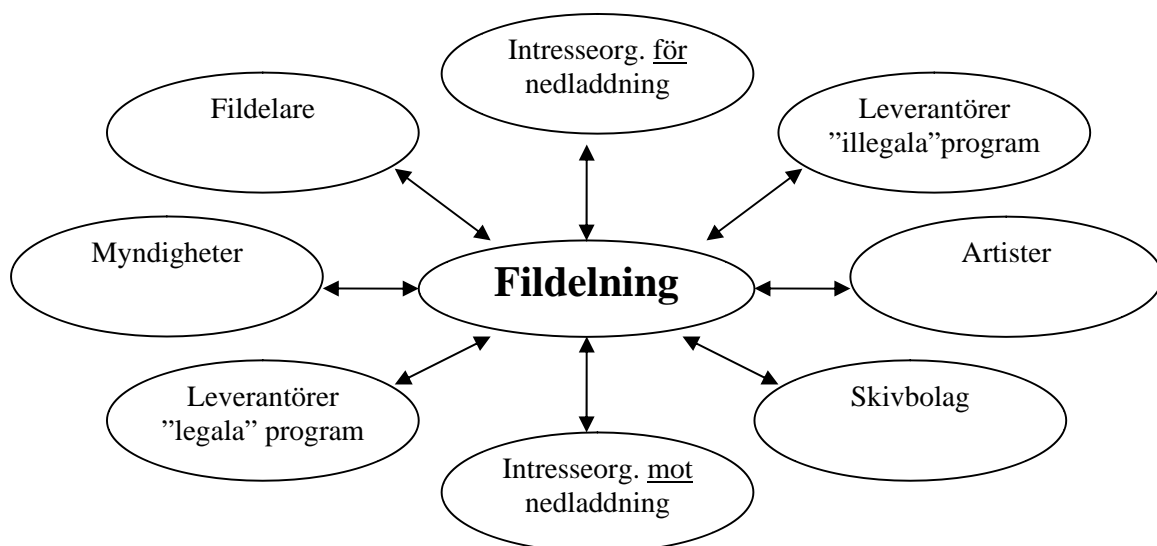 Intresseorg. för
nedladdning
Fildelare
Leverantörer
”illegala”program
Myndigheter
Fildelning
Artister
Leverantörer
”legala” program
Skivbolag
Intresseorg. mot
nedladdning